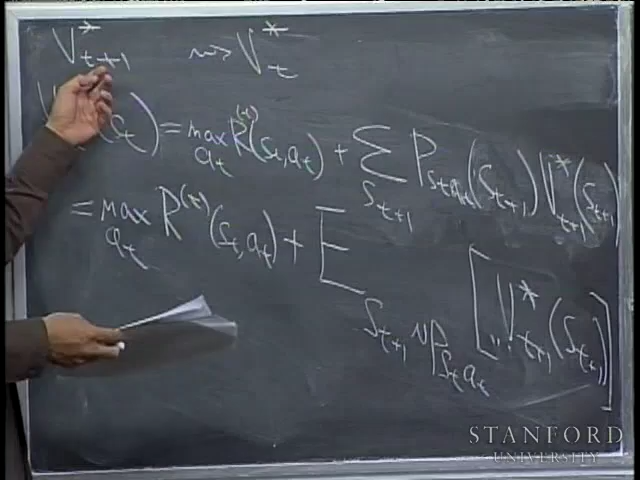 V*_{t+1} ⇝ V*_t
V (s_t) = max_{a_t} R^{(t)}(s_t, a_t) + Σ_{s_{t+1}} P_{s_t a_t}(s_{t+1}) V*_{t+1}(s_{t+1})
= max_{a_t} R^{(t)}(s_t, a_t) + E_{s_{t+1} ~ P_{s_t a_t}} [V*_{t+1}(s_{t+1})]
STANFORD
UNIVERSITY